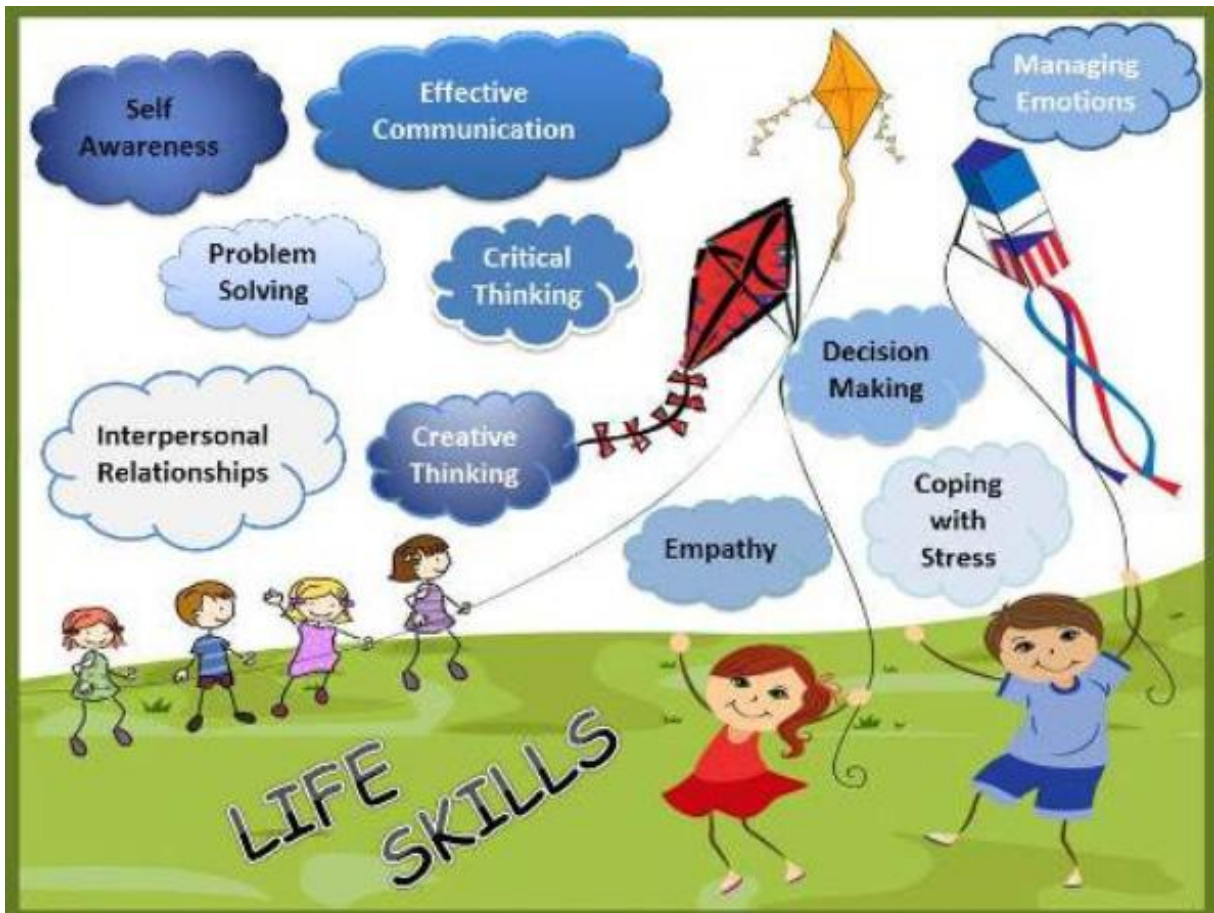 Self
Awareness
Effective
Communication
Managing
Emotions
Problem
Solving
Critical
Thinking
Decision
Making
Interpersonal
Relationships
Creative
Thinking
Coping
with
Stress
Empathy
LIFE
SKILLS